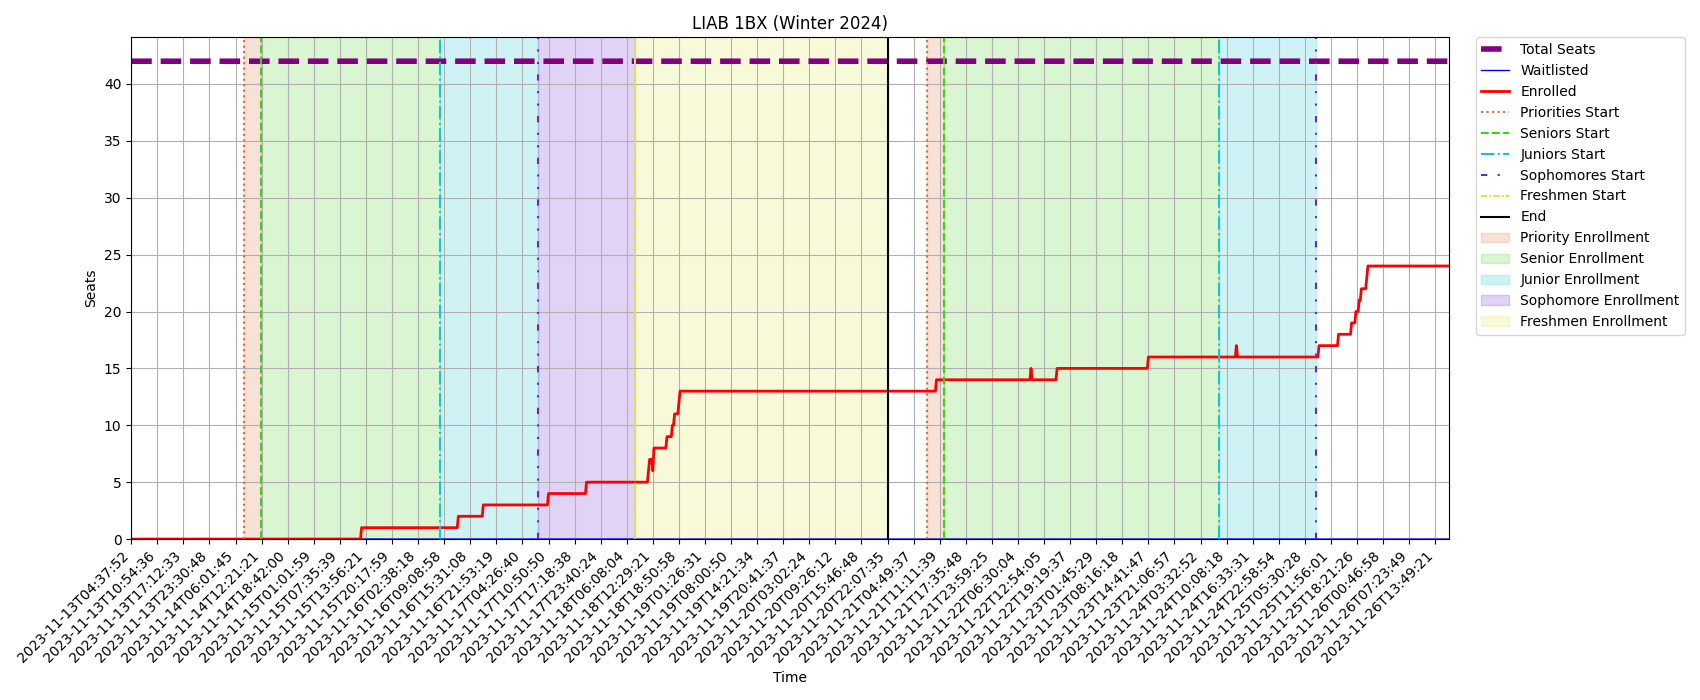 LIAB 1BX (Winter 2024)
Seats
40
35
30
25
20
15
10
5
0
2023-11-13T04:37:52
2023-11-13T10:54:36
2023-11-13T17:12:33
2023-11-13T23:30:48
2023-11-14T06:01:45
2023-11-14T12:21:21
2023-11-14T18:42:00
2023-11-15T01:01:59
2023-11-15T07:35:39
2023-11-15T13:56:21
2023-11-15T20:17:59
2023-11-16T02:38:18
2023-11-16T09:08:58
2023-11-16T15:31:08
2023-11-16T21:53:19
2023-11-17T04:26:40
2023-11-17T10:50:50
2023-11-17T17:18:38
2023-11-17T23:40:24
2023-11-18T06:08:04
2023-11-18T12:29:21
2023-11-18T18:50:58
2023-11-19T01:26:31
2023-11-19T08:00:50
2023-11-19T14:21:34
2023-11-19T20:41:37
2023-11-20T03:02:24
2023-11-20T09:26:12
2023-11-20T15:46:48
2023-11-20T22:07:35
2023-11-21T04:49:37
2023-11-21T11:11:39
2023-11-21T17:35:48
2023-11-21T23:59:25
2023-11-22T06:30:04
2023-11-22T12:54:05
2023-11-22T19:19:37
2023-11-23T01:45:29
2023-11-23T08:16:18
2023-11-23T14:41:47
2023-11-23T21:06:57
2023-11-24T03:32:52
2023-11-24T10:08:18
2023-11-24T16:33:31
2023-11-24T22:58:54
2023-11-25T05:30:28
2023-11-25T11:56:01
2023-11-25T18:21:26
2023-11-26T00:46:58
2023-11-26T07:23:49
2023-11-26T13:49:21
Time
Total Seats
Waitlisted
Enrolled
Priorities Start
Seniors Start
Juniors Start
Sophomores Start
Freshmen Start
End
Priority Enrollment
Senior Enrollment
Junior Enrollment
Sophomore Enrollment
Freshmen Enrollment